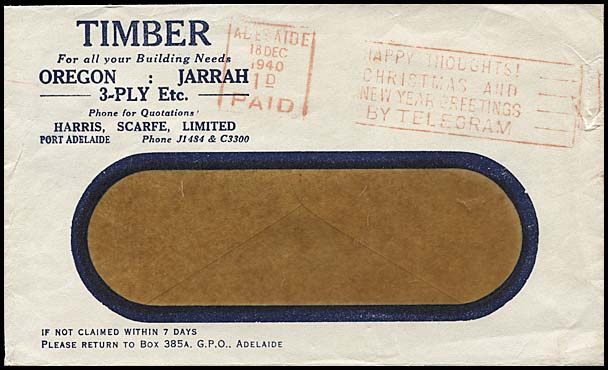 TIMBER
For all your Building Needs
OREGON : JARRAH
3-PLY Etc.
Phone for Quotations
HARRIS, SCARFE, LIMITED
PORT ADELAIDE Phone J1484 & C3300
ADELAIDE
18 DEC
1940
1D
PAID
HAPPY THOUGHTS!
CHRISTMAS AND
NEW YEAR GREETINGS
BY TELEGRAM
IF NOT CLAIMED WITHIN 7 DAYS
PLEASE RETURN TO BOX 385A, G.P.O., ADELAIDE